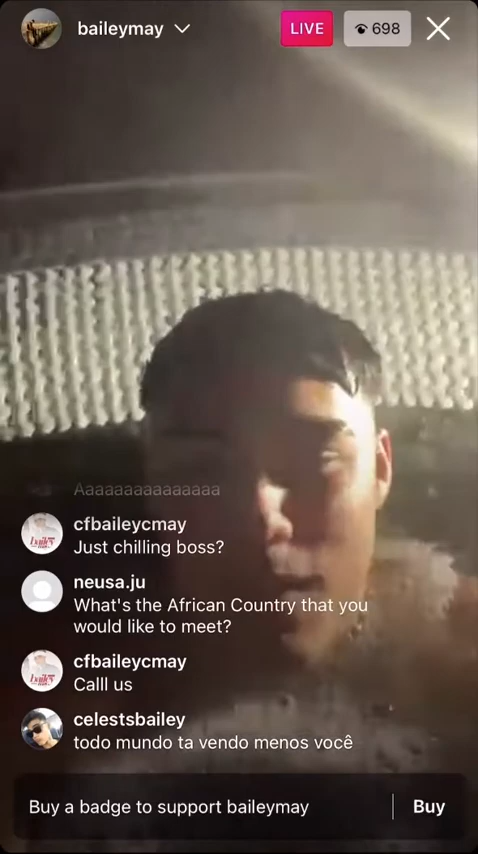 baileymay
LIVE
698
Aaaaaaaaaaaaaaa
cfbaileycmay
Just chilling boss?
neusa.ju
What's the African Country that you
would like to meet?
cfbaileycmay
Calll us
celestsbailey
todo mundo ta vendo menos você
Buy a badge to support baileymay
Buy